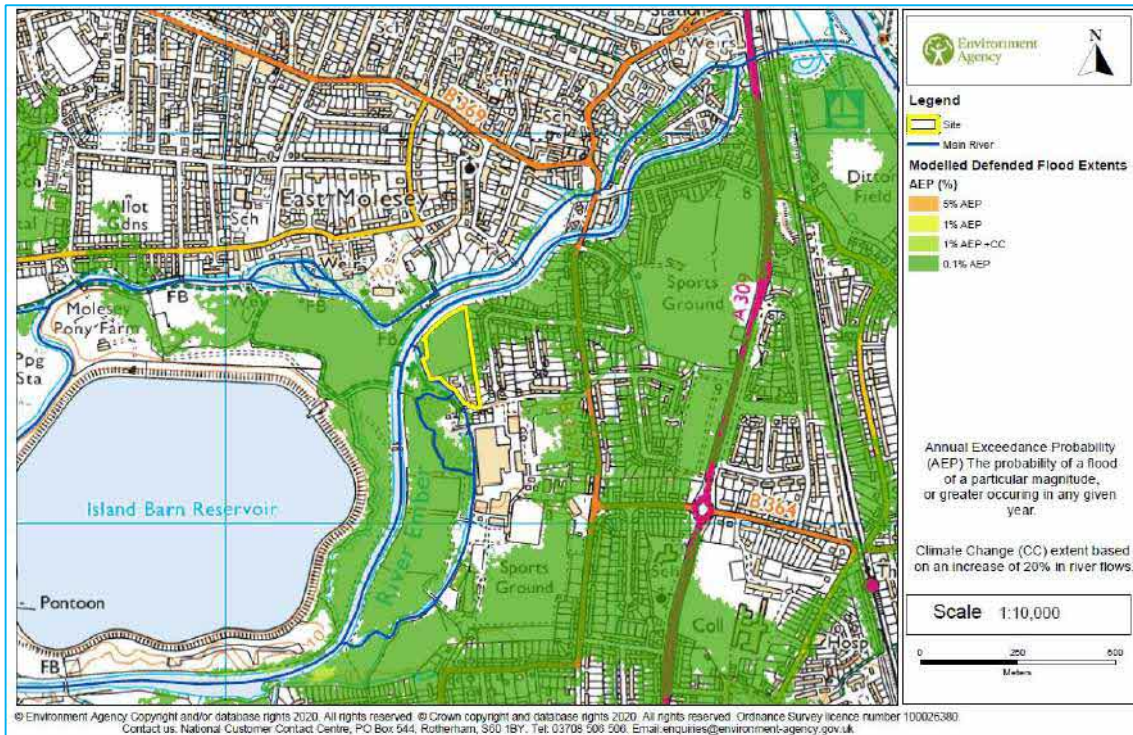 Station
Weirs
B 369
Sch
Sch
Ditton
Field
East Molesey
Allot
Gdns
Sch
Weirs
Sports
Ground
A 309
FB
FB
FB
Molesey
Pony Farm
Ppg
Sta
Island Barn Reservoir
River Ember
B 364
Pontoon
Sports
Ground
Coll
Hosp
FB
Environment
Agency
N
Legend
Site
Main River
Modelled Defended Flood Extents
AEP (%)
5% AEP
1% AEP
1% AEP +CC
0.1% AEP
Annual Exceedance Probability
(AEP) The probability of a flood
of a particular magnitude,
or greater occuring in any given
year.
Climate Change (CC) extent based
on an increase of 20% in river flows.
Scale 1:10,000
0
Meters
© Environment Agency Copyright and/or database rights 2020. All rights reserved. © Crown copyright and database rights 2020. All rights reserved. Ordnance Survey licence number 100026380.
Contact us: National Customer Contact Centre, PO Box 544, Rotherham, S60 1BY. Tel: 03708 506 506. Email:enquiries@environment-agency.gov.uk